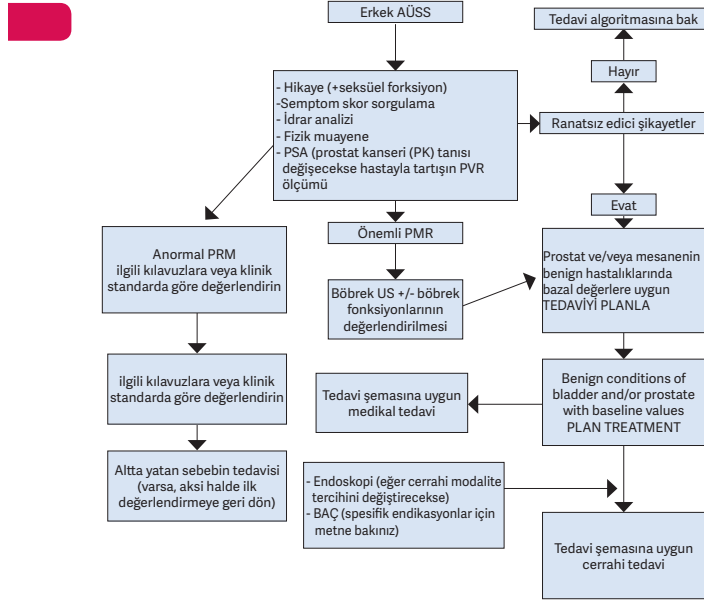 Erkek AÜSS
Tedavi algoritmasına bak
Hayır
- Hikaye (+seksüel forksiyon)
-Semptom skor sorgulama
- İdrar analizi
- Fizik muayene
- PSA (prostat kanseri (PK) tanısı
değişecekse hastayla tartışın PVR
ölçümü
Ranatsız edici şikayetler
Evat
Önemli PMR
Anormal PRM
ilgili kılavuzlara veya klinik
standarda göre değerlendirin
Böbrek US +/- böbrek
fonksiyonlarının
değerlendirilmesi
Prostat ve/veya mesanenin
benign hastalıklarında
bazal değerlere uygun
TEDAVİYİ PLANLA
ilgili kılavuzlara veya klinik
standarda göre değerlendirin
Tedavi şemasına uygun
medikal tedavi
Benign conditions of
bladder and/or prostate
with baseline values
PLAN TREATMENT
Altta yatan sebebin tedavisi
(varsa, aksi halde ilk
değerlendirmeye geri dön)
- Endoskopi (eğer cerrahi modalite
tercihini değiştirecekse)
- BAÇ (spesifik endikasyonlar için
metne bakınız)
Tedavi şemasına uygun
cerrahi tedavi